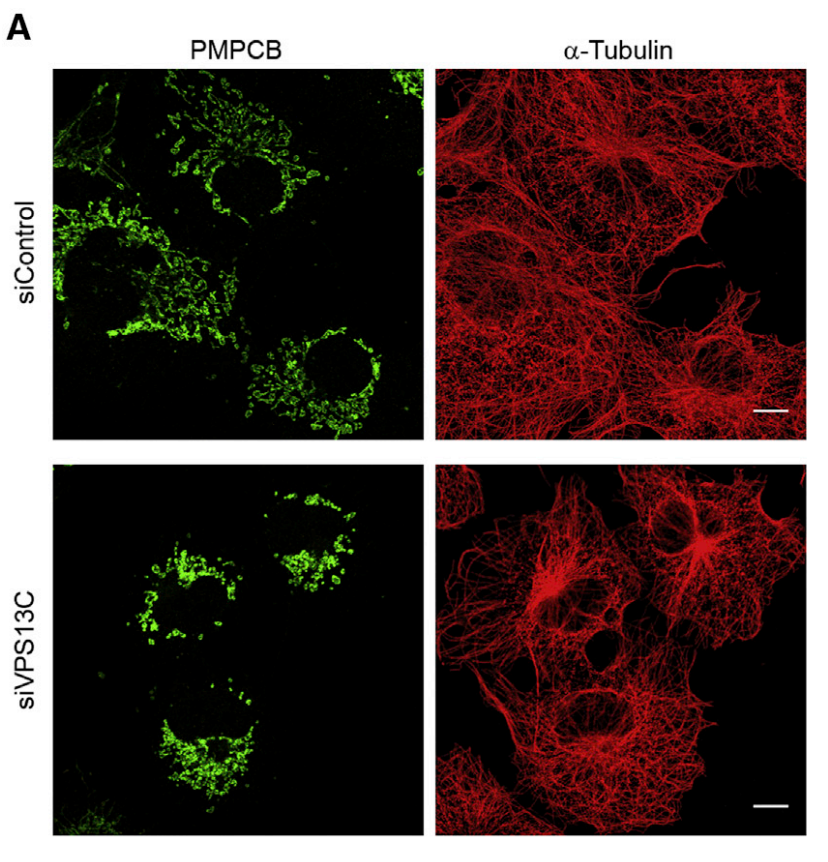 A
PMPCB
α-Tubulin
siControl
siVPS13C